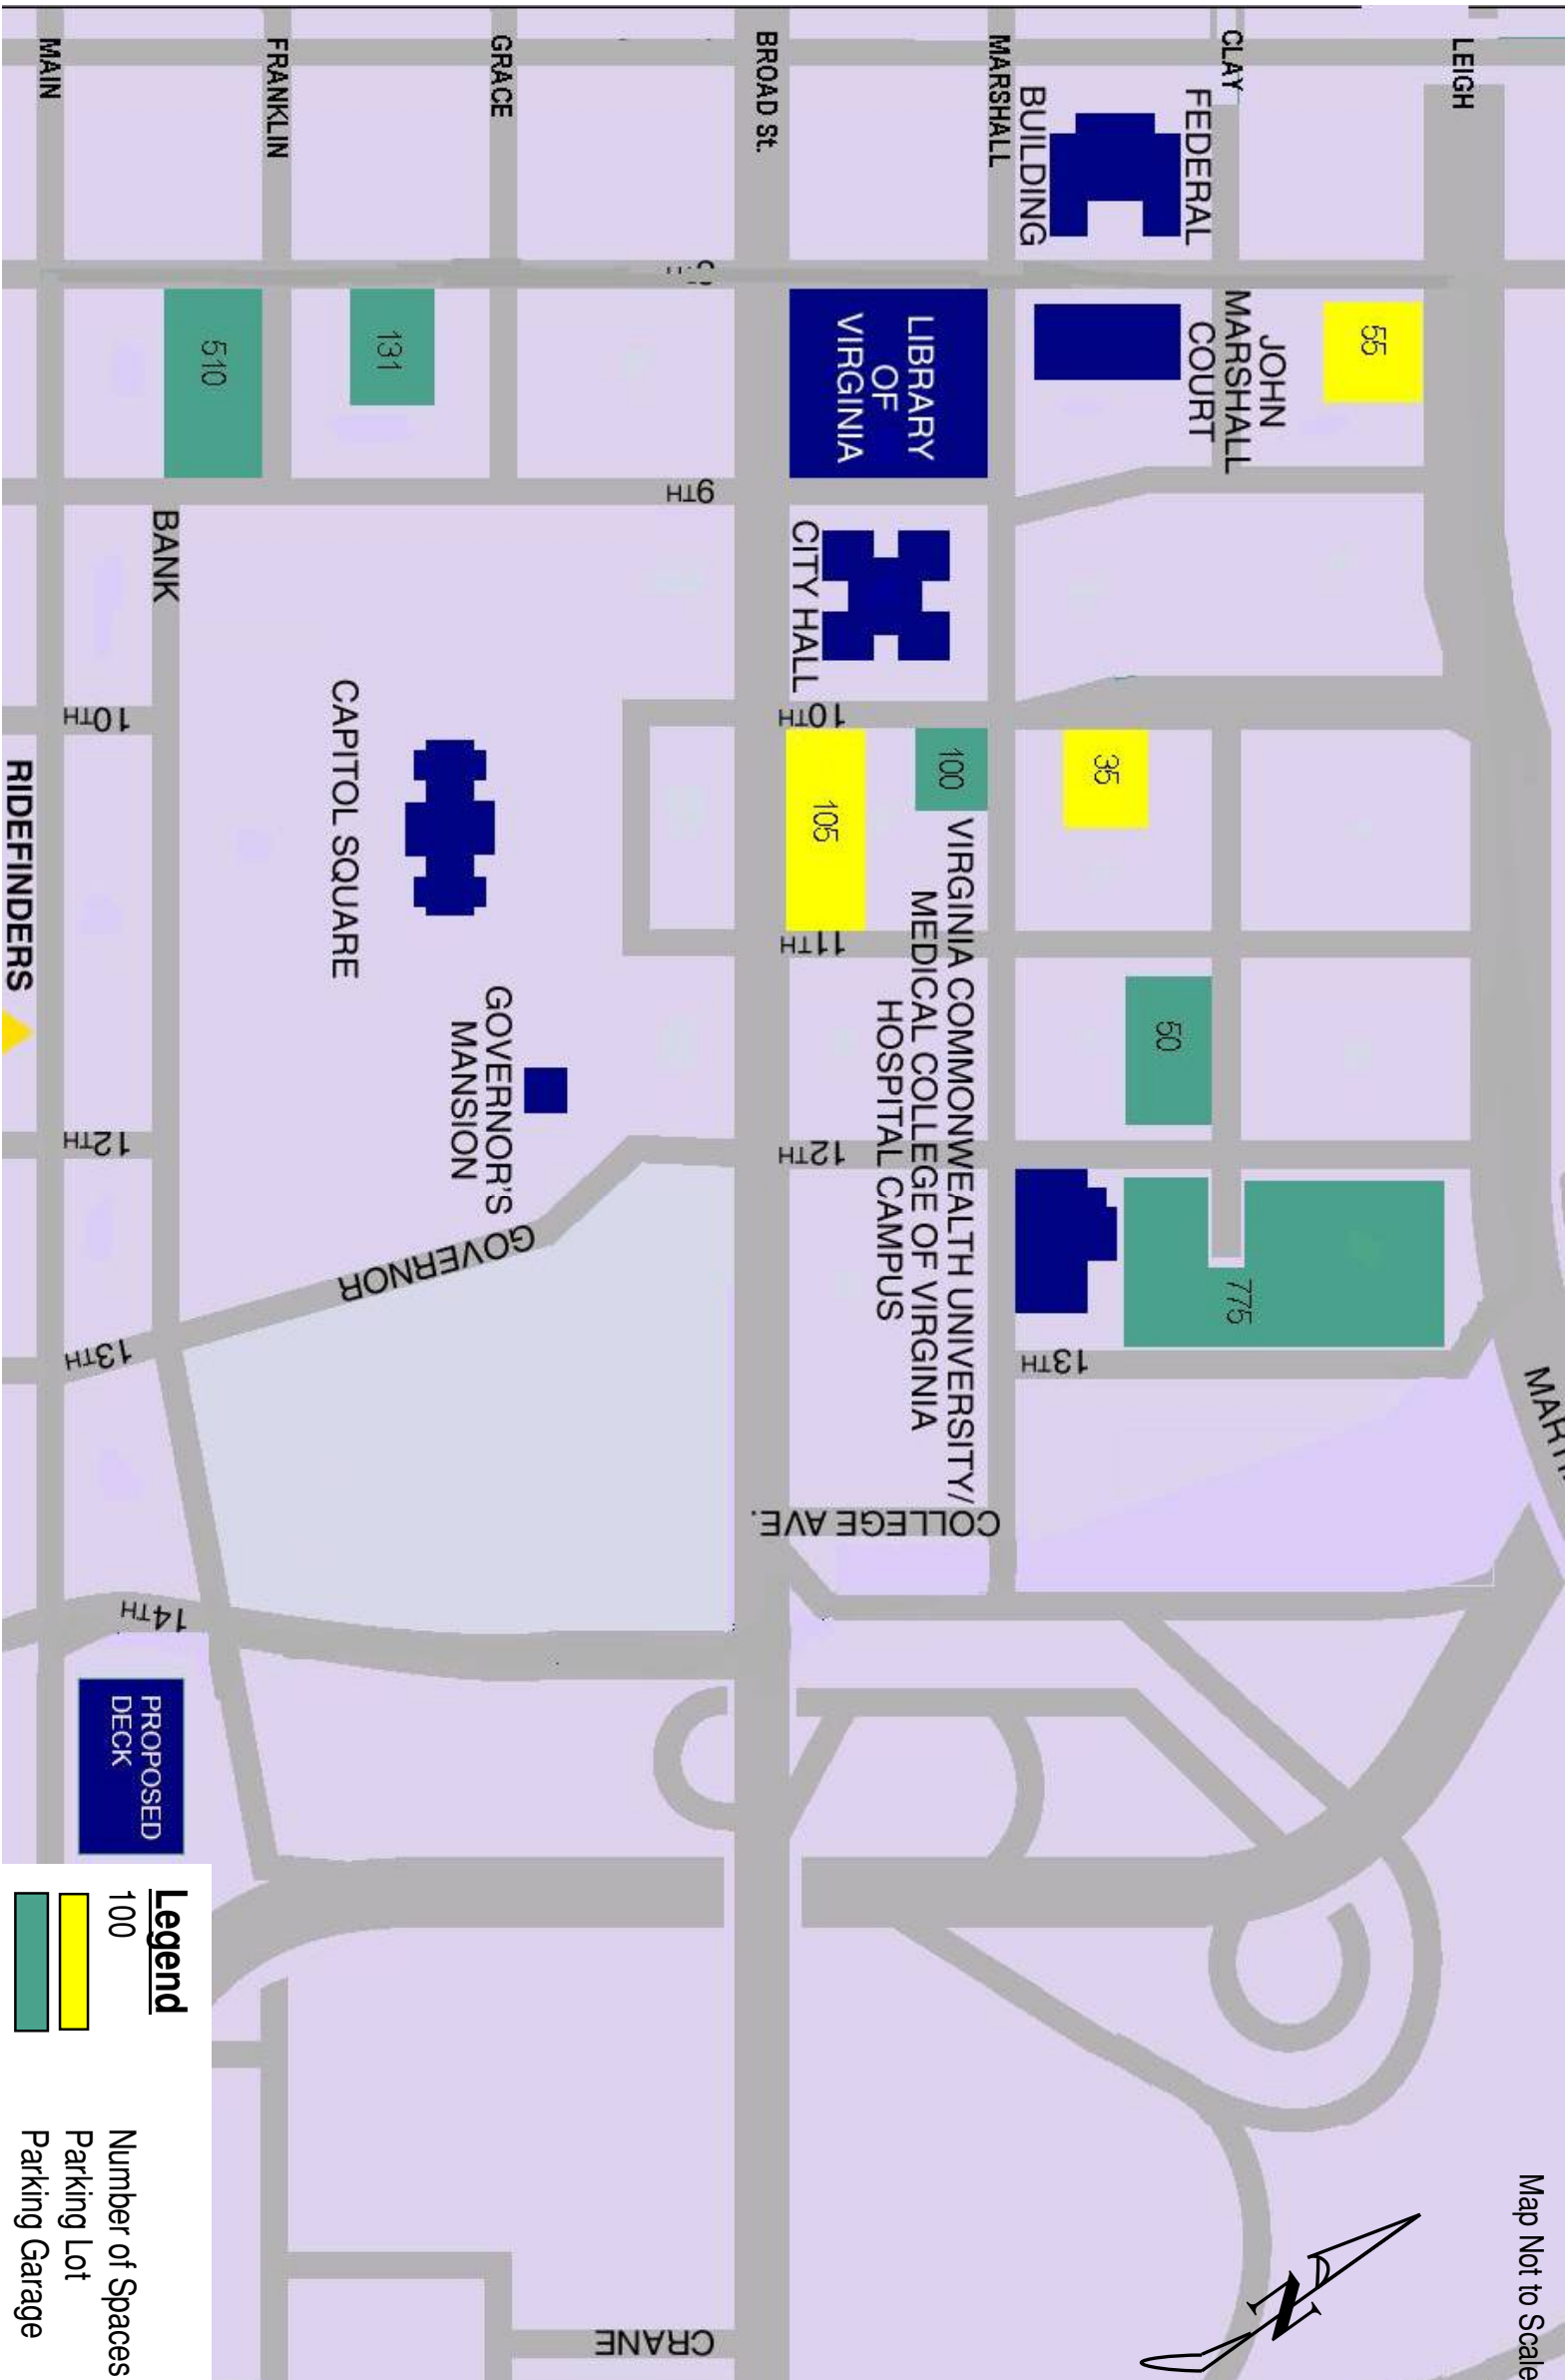 Map Not to Scale
LEIGH
CLAY
MARSHALL
BROAD St.
GRACE
FRANKLIN
MAIN
FEDERAL
BUILDING
55
JOHN
MARSHALL
COURT
LIBRARY
OF
VIRGINIA
131
510
9TH
BANK
CITY HALL
10TH
10TH
35
100
105
CAPITOL SQUARE
RIDEFINDERS
11TH
VIRGINIA COMMONWEALTH UNIVERSITY/
MEDICAL COLLEGE OF VIRGINIA
HOSPITAL CAMPUS
50
GOVERNOR'S
MANSION
12TH
12TH
775
GOVERNOR
13TH
13TH
COLLEGE AVE.
14TH
PROPOSED
DECK
CRANE
N
Legend
100 Number of Spaces
Parking Lot
Parking Garage